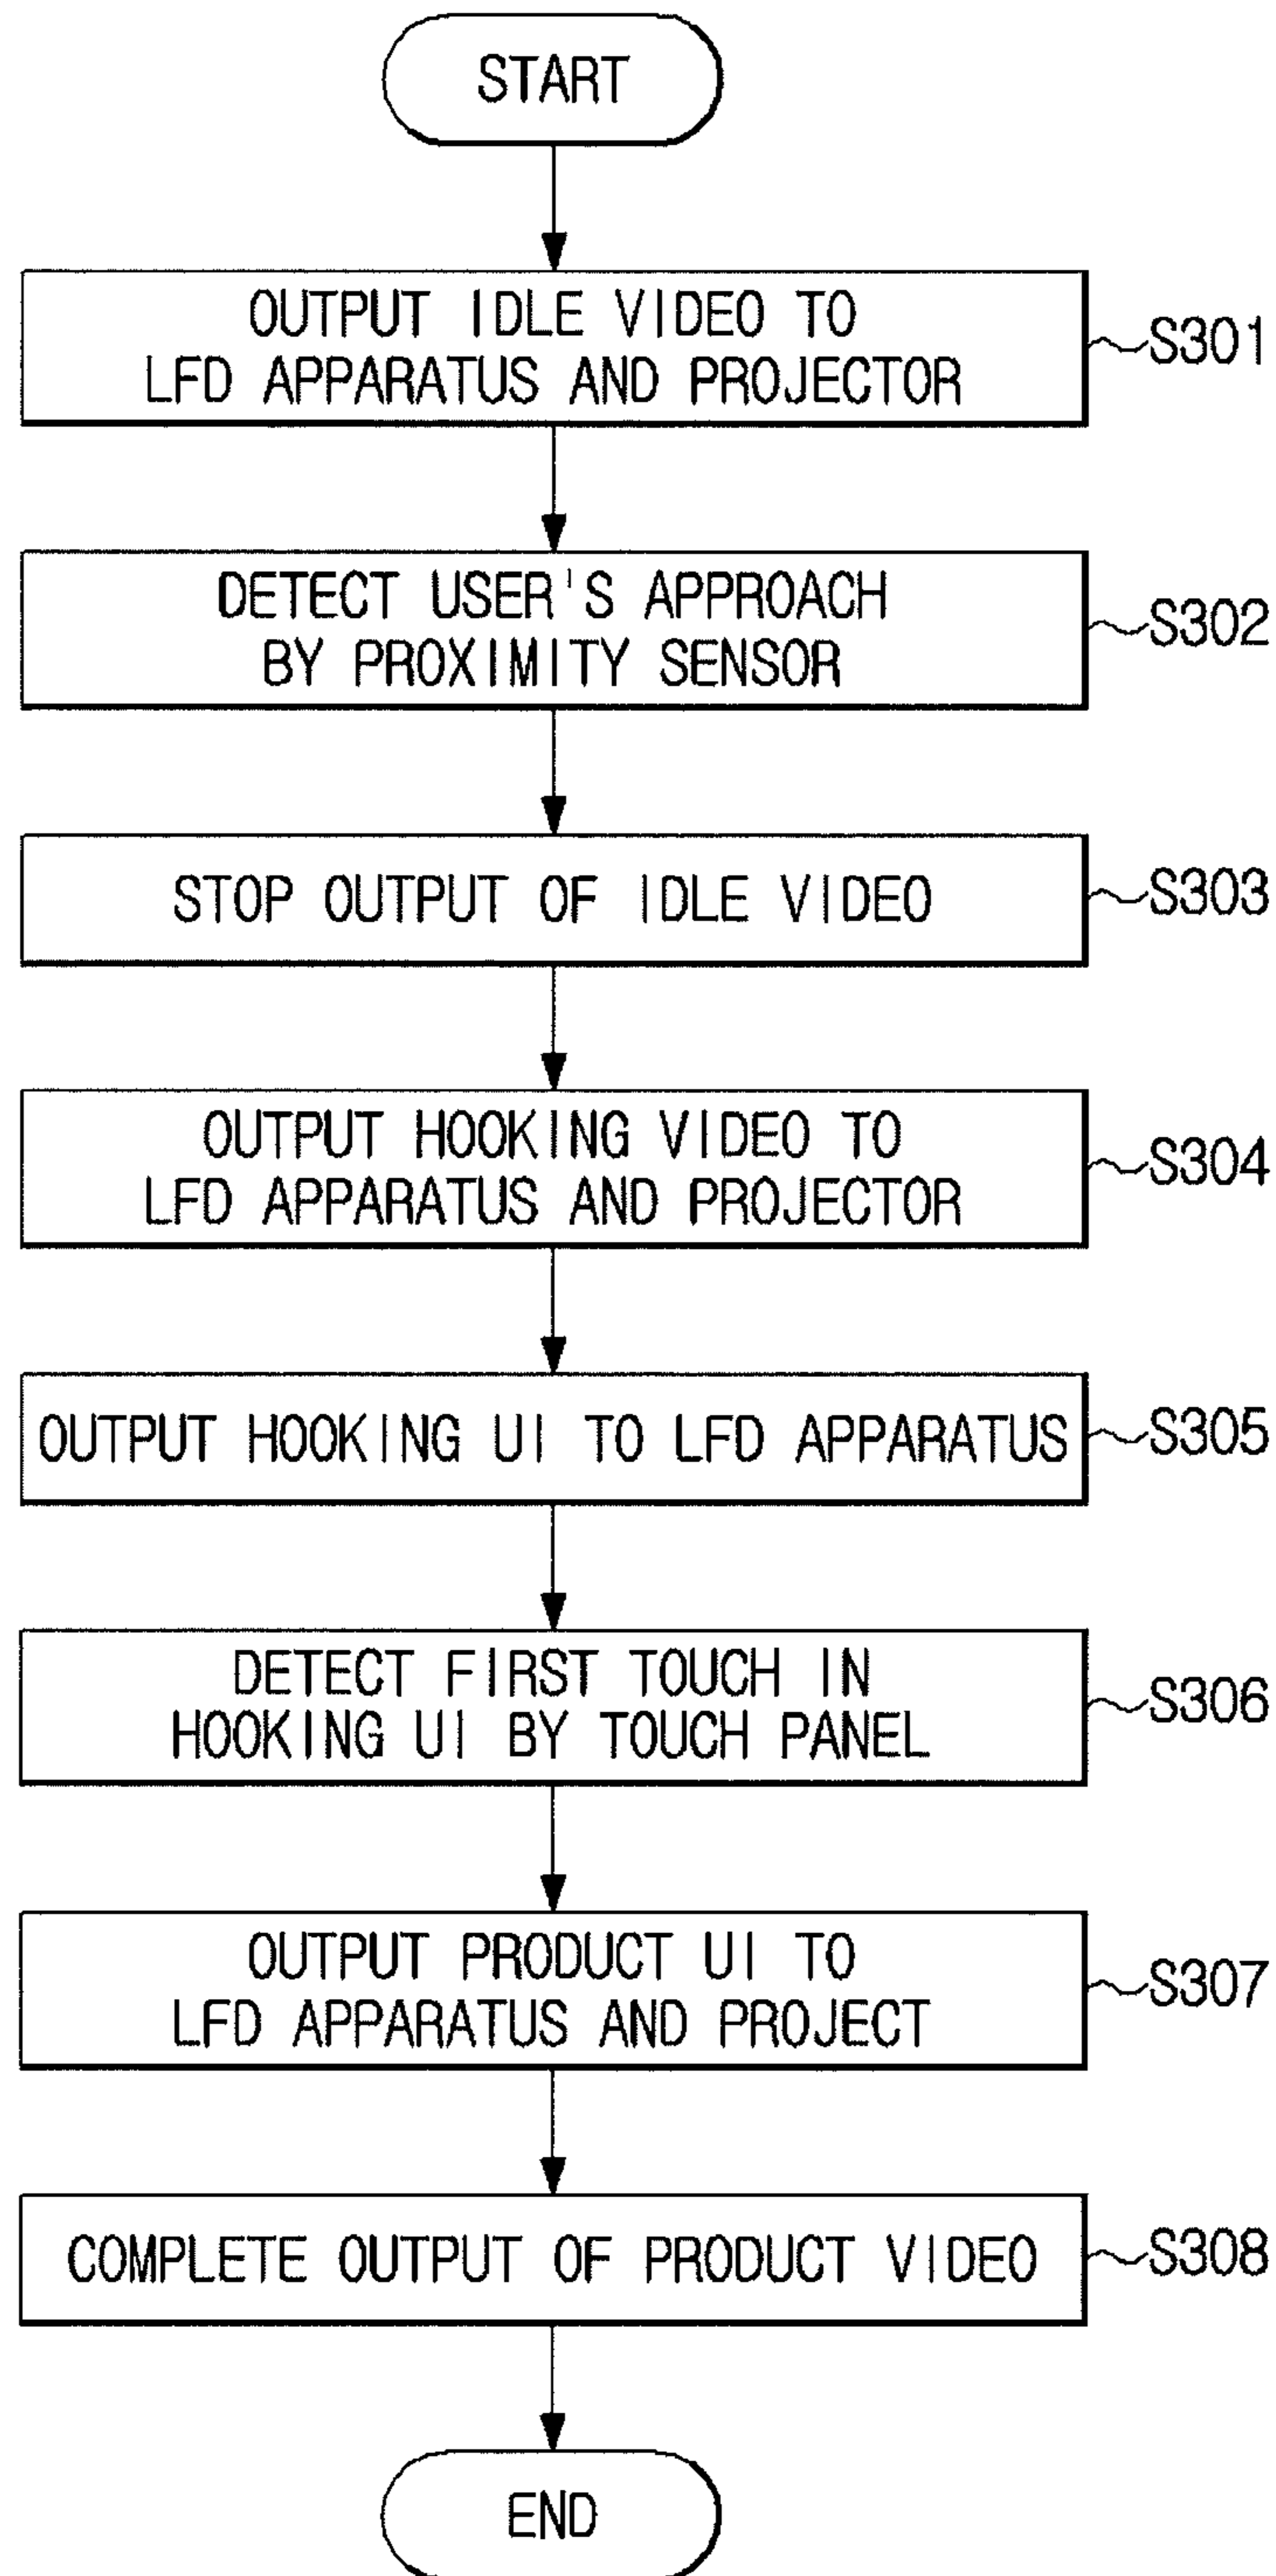 START
OUTPUT IDLE VIDEO TO
LFD APPARATUS AND PROJECTOR
S301
DETECT USER'S APPROACH
BY PROXIMITY SENSOR
S302
STOP OUTPUT OF IDLE VIDEO
S303
OUTPUT HOOKING VIDEO TO
LFD APPARATUS AND PROJECTOR
S304
OUTPUT HOOKING UI TO LFD APPARATUS
S305
DETECT FIRST TOUCH IN
HOOKING UI BY TOUCH PANEL
S306
OUTPUT PRODUCT UI TO
LFD APPARATUS AND PROJECT
S307
COMPLETE OUTPUT OF PRODUCT VIDEO
S308
END